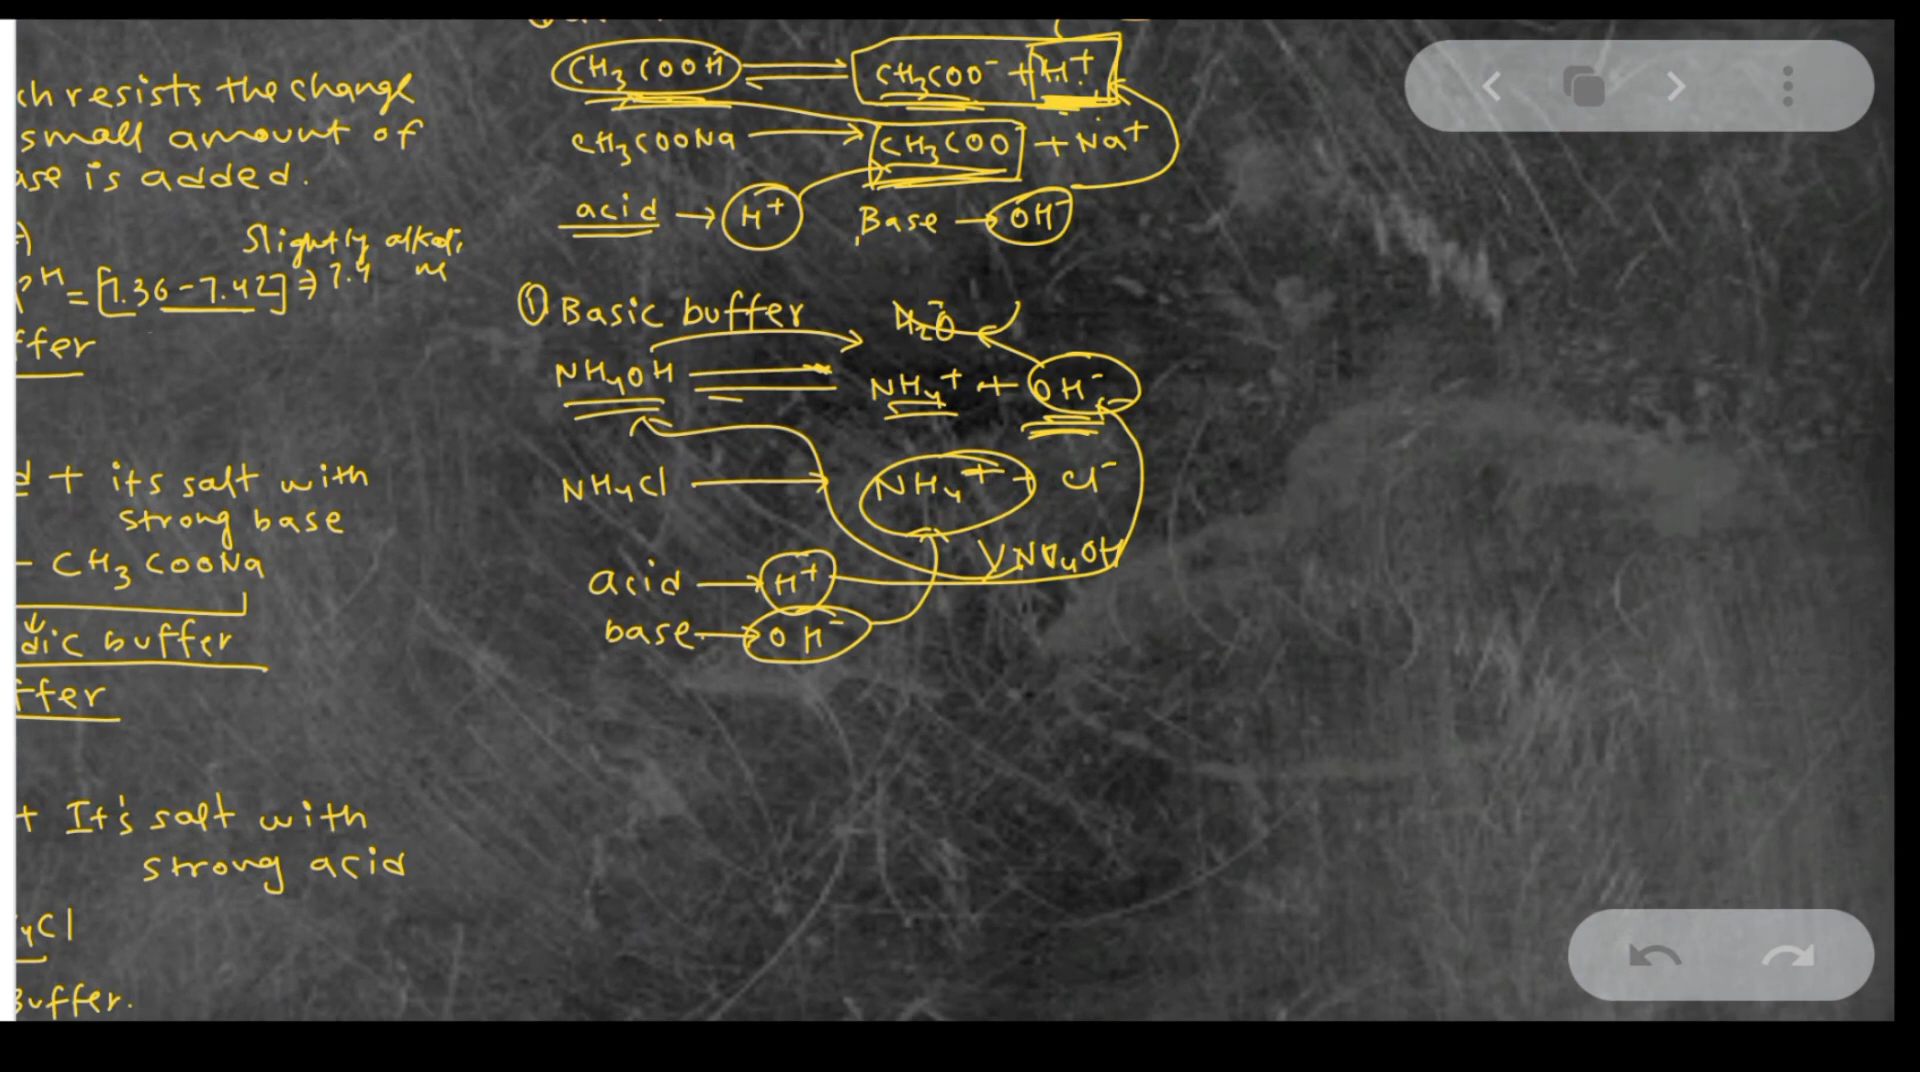 ch resists the change
small amount of
ase is added.
Slightly alkali
PH = [7.36-7.42] ⇒ 7.4
ffer
d + its salt with
strong base
- CH3COONa
dic buffer
ffer
+ It's salt with
strong acid
4Cl
Buffer.
CH3COOH ⇌ CH3COO- + H+
CH3COONa → CH3COO- + Na+
acid → H+ Base → OH-
① Basic buffer H2O
NH4OH ⇌ NH4+ + OH-
NH4Cl → NH4+ + Cl-
NH4OH
acid → H+
base → OH-